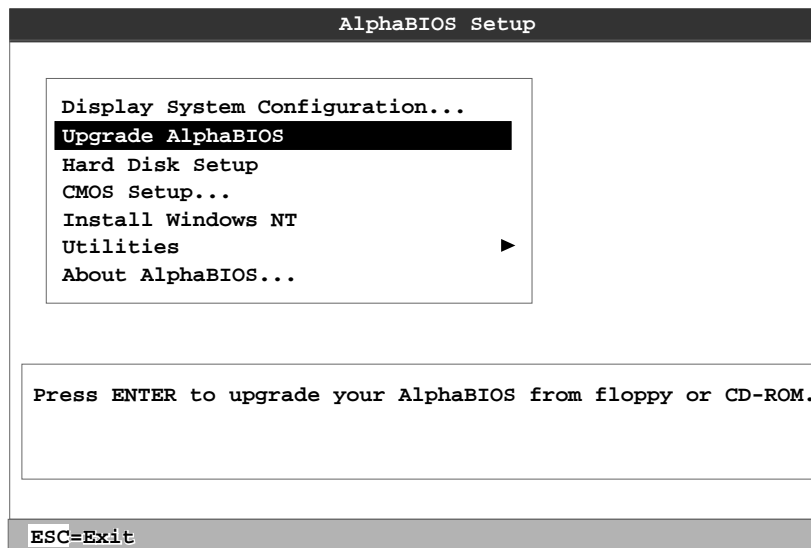 AlphaBIOS Setup
Display System Configuration...
Upgrade AlphaBIOS
Hard Disk Setup
CMOS Setup...
Install Windows NT
Utilities
About AlphaBIOS...
Press ENTER to upgrade your AlphaBIOS from floppy or CD-ROM.
ESC=Exit